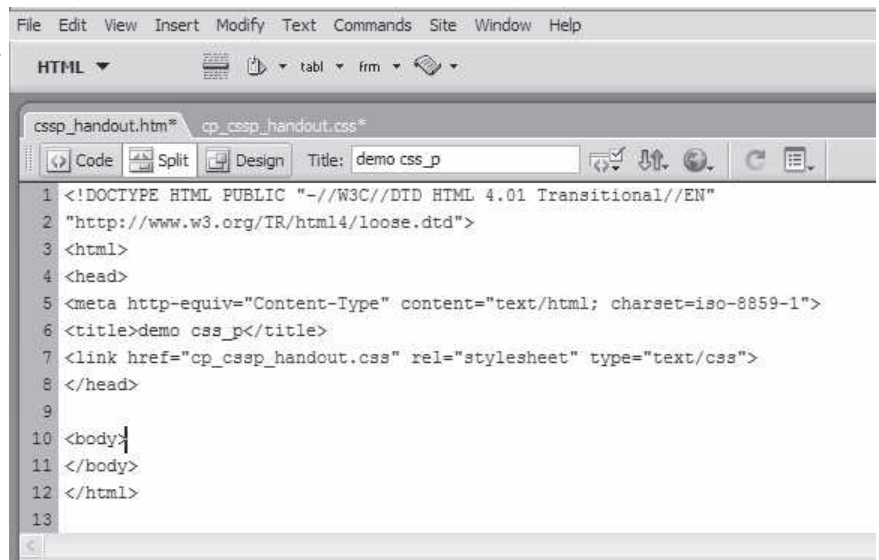 File Edit View Insert Modify Text Commands Site Window Help
HTML tabl frm
cssp_handout.htm* cp_cssp_handout.css*
Code Split Design Title: demo css_p
1 <!DOCTYPE HTML PUBLIC "-//W3C//DTD HTML 4.01 Transitional//EN"
2 "http://www.w3.org/TR/html4/loose.dtd">
3 <html>
4 <head>
5 <meta http-equiv="Content-Type" content="text/html; charset=iso-8859-1">
6 <title>demo css_p</title>
7 <link href="cp_cssp_handout.css" rel="stylesheet" type="text/css">
8 </head>
9
10 <body>
11 </body>
12 </html>
13